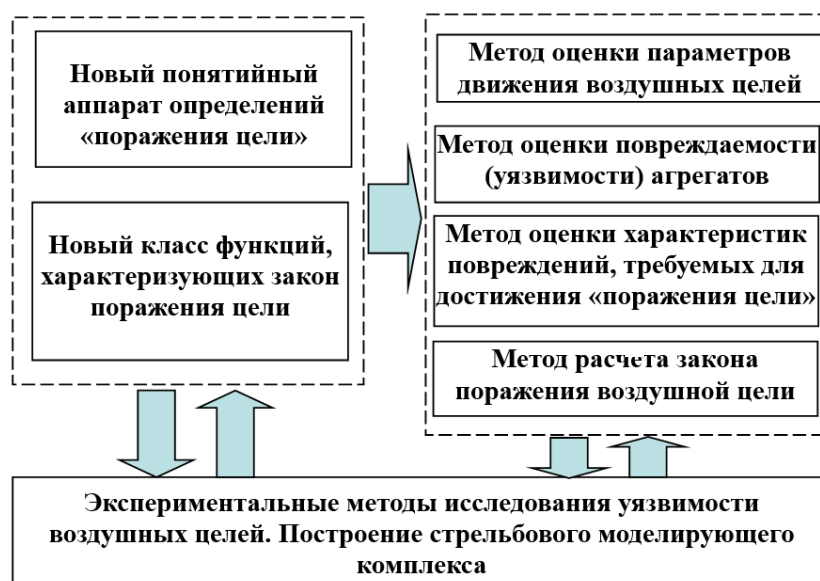 Новый понятийный
аппарат определений
«поражения цели»
Новый класс функций,
характеризующих закон
поражения цели
Метод оценки параметров
движения воздушных целей
Метод оценки повреждаемости
(уязвимости) агрегатов
Метод оценки характеристик
повреждений, требуемых для
достижения «поражения цели»
Метод расчета закона
поражения воздушной цели
Экспериментальные методы исследования уязвимости
воздушных целей. Построение стрельбового моделирующего
комплекса